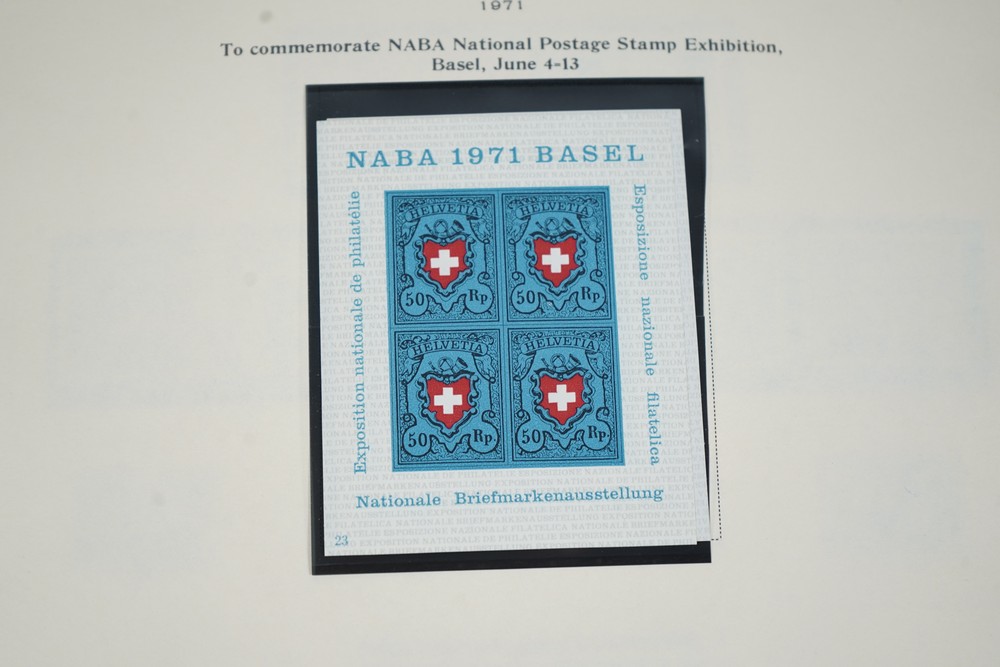 1971
To commemorate NABA National Postage Stamp Exhibition,
Basel, June 4-13
NABA 1971 BASEL
Exposition nationale de philatélie
Esposizione nazionale filatelica
HELVETIA
50 Rp.
HELVETIA
50 Rp.
HELVETIA
50 Rp.
HELVETIA
50 Rp.
Nationale Briefmarkenausstellung
23